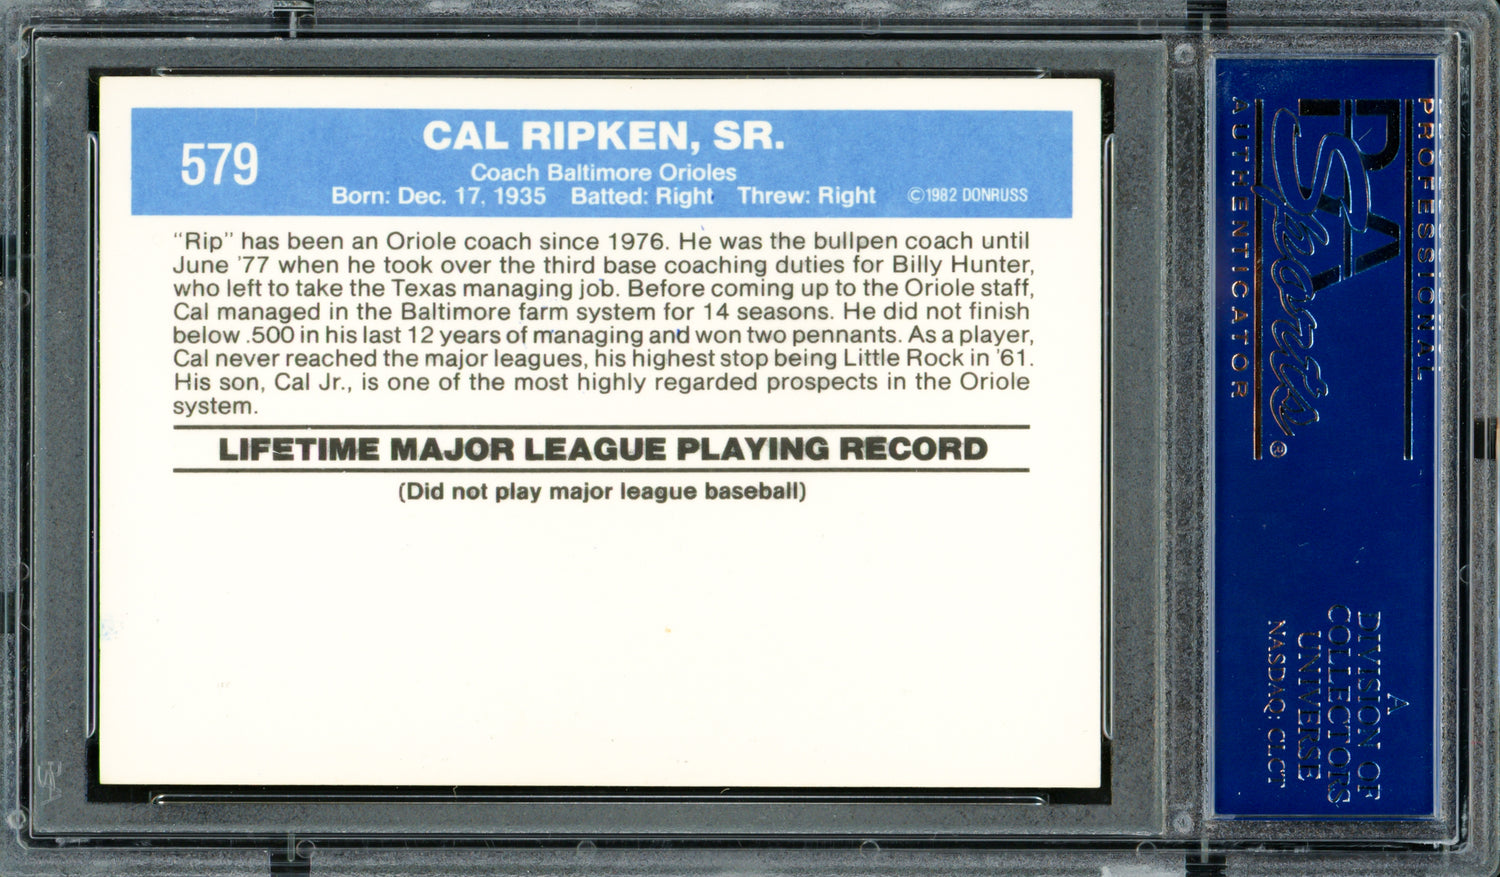 579
CAL RIPKEN, SR.
Coach Baltimore Orioles
Born: Dec. 17, 1935 Batted: Right Threw: Right ©1982 DONRUSS
"Rip" has been an Oriole coach since 1976. He was the bullpen coach until
June '77 when he took over the third base coaching duties for Billy Hunter,
who left to take the Texas managing job. Before coming up to the Oriole staff,
Cal managed in the Baltimore farm system for 14 seasons. He did not finish
below .500 in his last 12 years of managing and won two pennants. As a player,
Cal never reached the major leagues, his highest stop being Little Rock in '61.
His son, Cal Jr., is one of the most highly regarded prospects in the Oriole
system.
LIFETIME MAJOR LEAGUE PLAYING RECORD
(Did not play major league baseball)
PROFESSIONAL
PSA
Sports®
AUTHENTICATOR
A
DIVISION OF
COLLECTORS
UNIVERSE
NASDAQ: CLCT